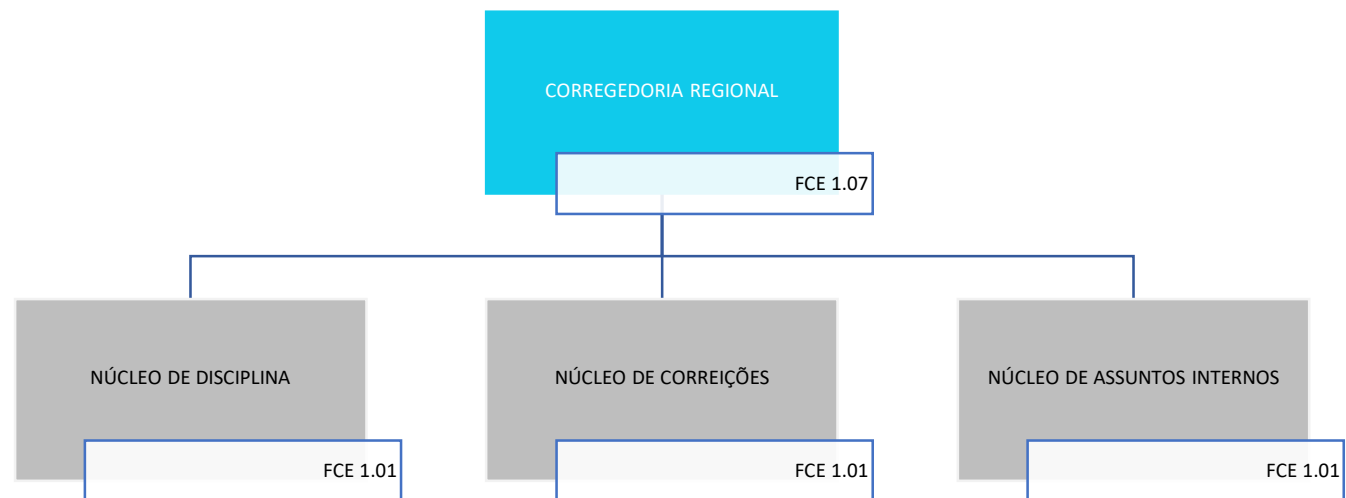 CORREGEDORIA REGIONAL
FCE 1.07
NÚCLEO DE DISCIPLINA
FCE 1.01
NÚCLEO DE CORREIÇÕES
FCE 1.01
NÚCLEO DE ASSUNTOS INTERNOS
FCE 1.01